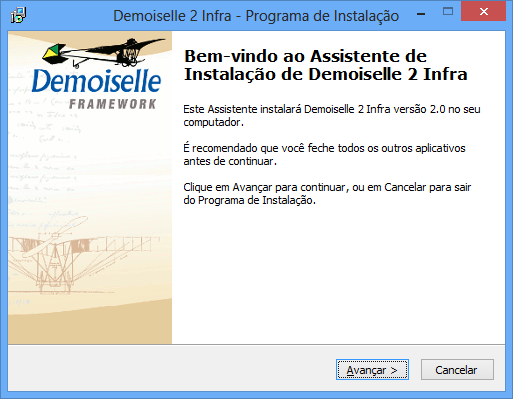 Demoiselle 2 Infra - Programa de Instalação
Demoiselle
FRAMEWORK
Bem-vindo ao Assistente de
Instalação de Demoiselle 2 Infra
Este Assistente instalará Demoiselle 2 Infra versão 2.0 no seu
computador.
É recomendado que você feche todos os outros aplicativos
antes de continuar.
Clique em Avançar para continuar, ou em Cancelar para sair
do Programa de Instalação.
Avançar >
Cancelar